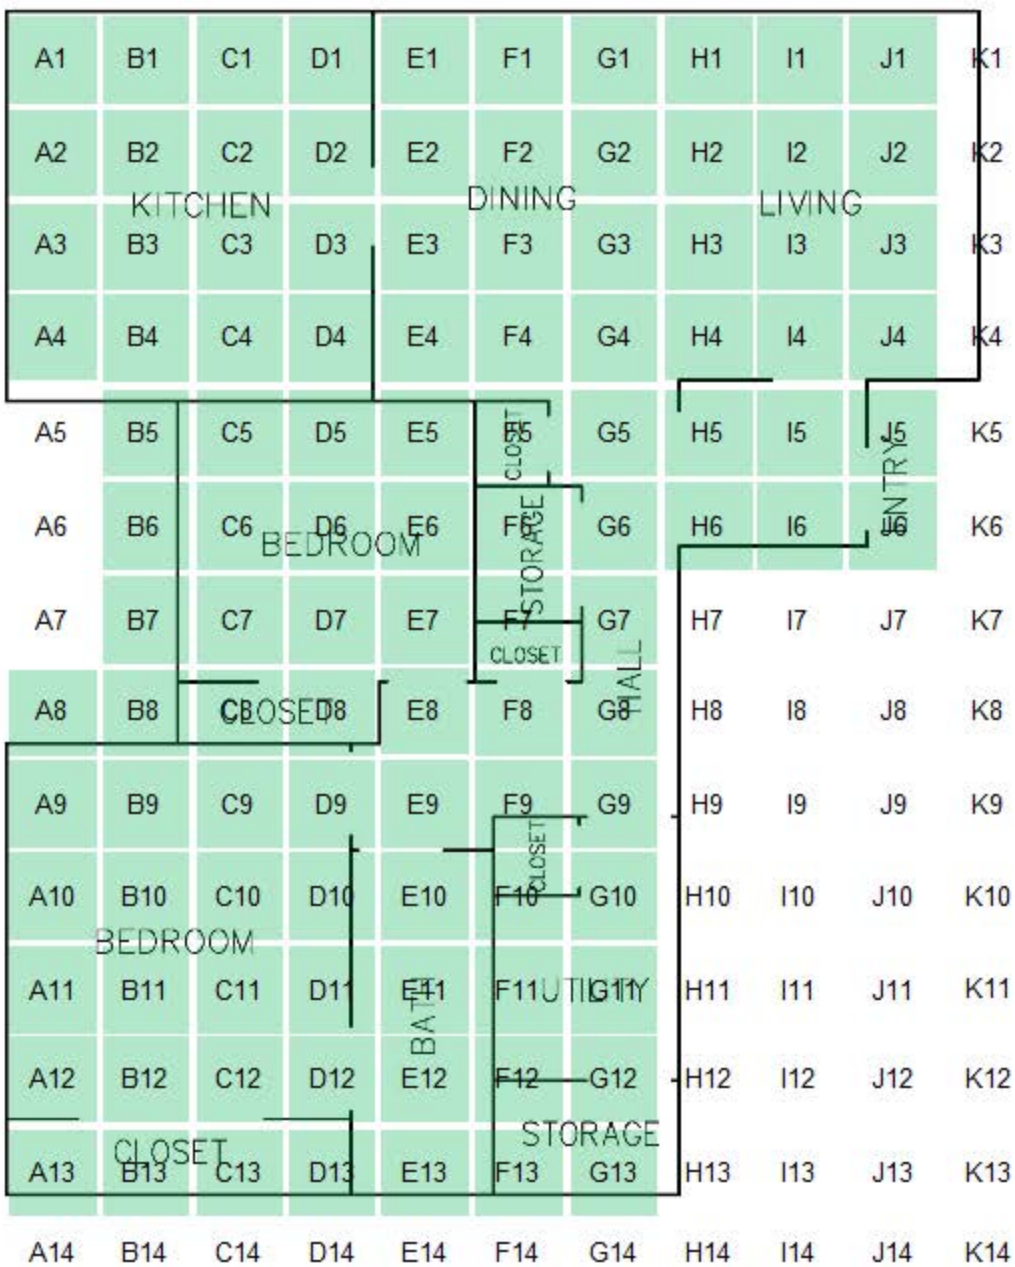 A1 B1 C1 D1 E1 F1 G1 H1 I1 J1 K1
A2 B2 C2 D2 E2 F2 G2 H2 I2 J2 K2
KITCHEN DINING LIVING
A3 B3 C3 D3 E3 F3 G3 H3 I3 J3 K3
A4 B4 C4 D4 E4 F4 G4 H4 I4 J4 K4
A5 B5 C5 D5 E5 F5 G5 H5 I5 J5 K5
CLOSET
ENTRY
A6 B6 C6 D6 E6 F6 G6 H6 I6 J6 K6
BEDROOM
STORAGE
A7 B7 C7 D7 E7 F7 G7 H7 I7 J7 K7
CLOSET
HALL
A8 B8 C8 D8 E8 F8 G8 H8 I8 J8 K8
CLOSET
A9 B9 C9 D9 E9 F9 G9 H9 I9 J9 K9
CLOSET
A10 B10 C10 D10 E10 F10 G10 H10 I10 J10 K10
BEDROOM
A11 B11 C11 D11 E11 F11 G11 H11 I11 J11 K11
BATH
UTILITY
A12 B12 C12 D12 E12 F12 G12 H12 I12 J12 K12
CLOSET STORAGE
A13 B13 C13 D13 E13 F13 G13 H13 I13 J13 K13
A14 B14 C14 D14 E14 F14 G14 H14 I14 J14 K14